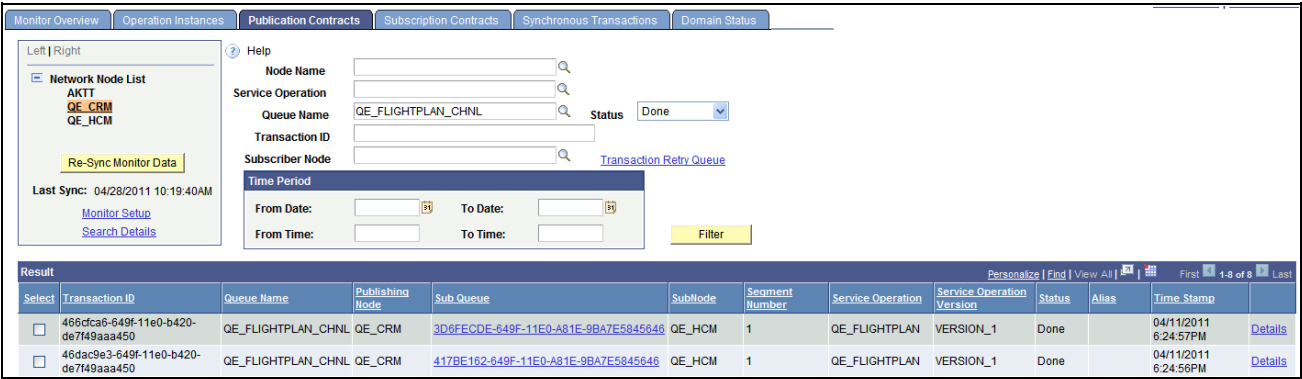 Monitor Overview Operation Instances Publication Contracts Subscription Contracts Synchronous Transactions Domain Status
Left | Right
Network Node List
AKTT
QE_CRM
QE_HCM
Re-Sync Monitor Data
Last Sync: 04/28/2011 10:19:40AM
Monitor Setup
Search Details
Help
Node Name
Service Operation
Queue Name QE_FLIGHTPLAN_CHNL Status Done
Transaction ID
Subscriber Node Transaction Retry Queue
Time Period
From Date: 31 To Date: 31
From Time: To Time: Filter
Result Personalize | Find | View All | | First 1-8 of 8 Last
Select Transaction ID Queue Name Publishing Node Sub Queue SubNode Segment Number Service Operation Service Operation Version Status Alias Time Stamp
466cfca6-649f-11e0-b420-de7f49aaa450 QE_FLIGHTPLAN_CHNL QE_CRM 3D6FECDE-649F-11E0-A81E-9BA7E5845646 QE_HCM 1 QE_FLIGHTPLAN VERSION_1 Done 04/11/2011 6:24:57PM Details
46dac9e3-649f-11e0-b420-de7f49aaa450 QE_FLIGHTPLAN_CHNL QE_CRM 417BE162-649F-11E0-A81E-9BA7E5845646 QE_HCM 1 QE_FLIGHTPLAN VERSION_1 Done 04/11/2011 6:24:56PM Details